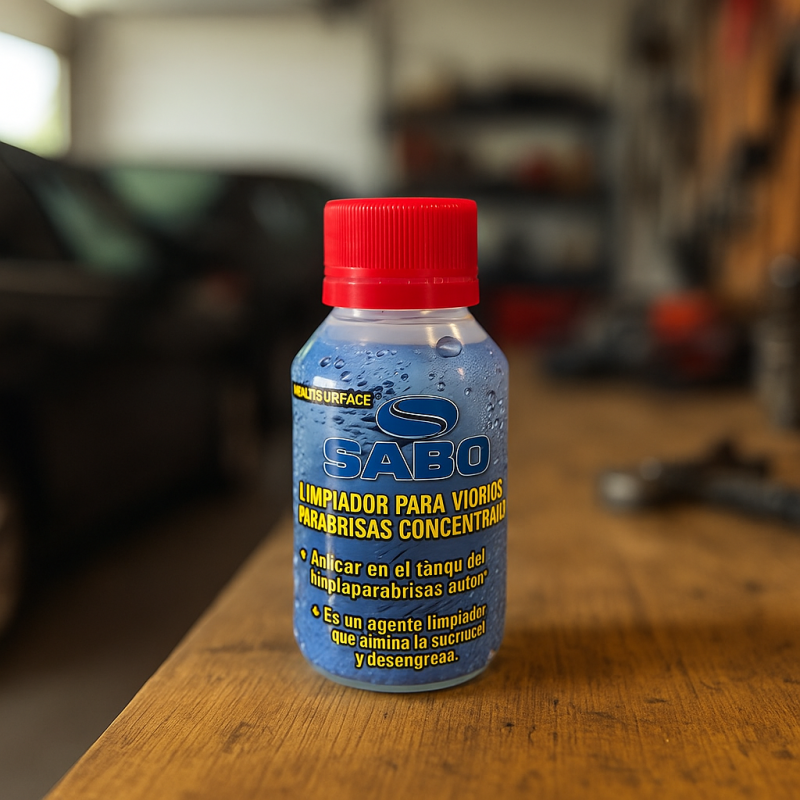 MEALTISURFACE
SABO
LIMPIADOR PARA VIORIOS
PARABRISAS CONCENTRAID
• Anlicar en el tànqu del
hinplaparabrisas auton°
• Es un agente limpiador
que aimina la sucriucel
y desengreaa.